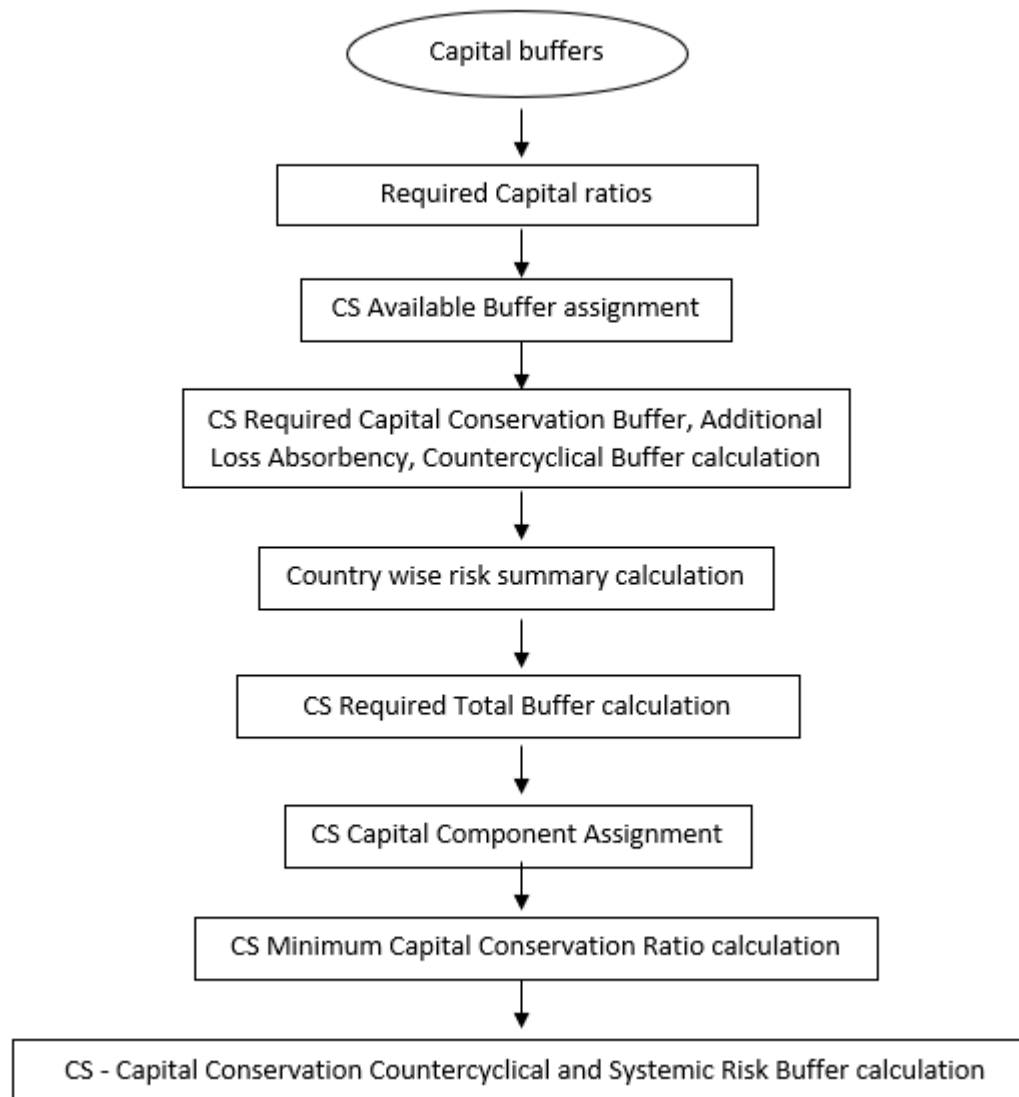 Capital buffers
Required Capital ratios
CS Available Buffer assignment
CS Required Capital Conservation Buffer, Additional
Loss Absorbency, Countercyclical Buffer calculation
Country wise risk summary calculation
CS Required Total Buffer calculation
CS Capital Component Assignment
CS Minimum Capital Conservation Ratio calculation
CS - Capital Conservation Countercyclical and Systemic Risk Buffer calculation